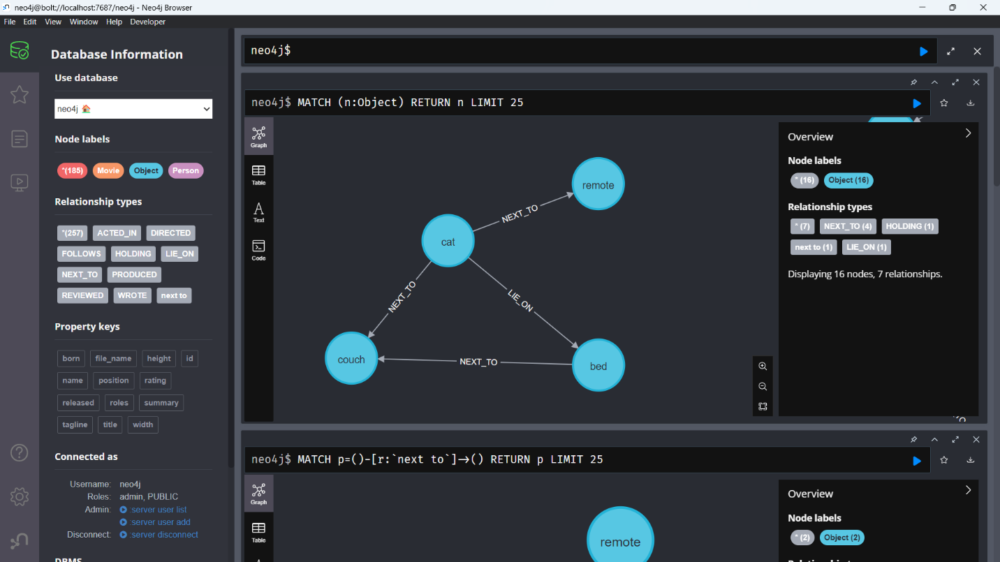 neo4j@bolt://localhost:7687/neo4j - Neo4j Browser
File Edit View Window Help Developer
Database Information
Use database
neo4j
Node labels
*(185) Movie Object Person
Relationship types
*(257) ACTED_IN DIRECTED
FOLLOWS HOLDING LIE_ON
NEXT_TO PRODUCED
REVIEWED WROTE next to
Property keys
born file_name height id
name position rating
released roles summary
tagline title width
Connected as
Username: neo4j
Roles: admin, PUBLIC
Admin: :server user list
:server user add
Disconnect: :server disconnect
DBMS
neo4j$
neo4j$ MATCH (n:Object) RETURN n LIMIT 25
Graph
Table
Text
Code
remote
NEXT_TO
cat
NEXT_TO
LIE_ON
couch
NEXT_TO
bed
Overview
Node labels
* (16) Object (16)
Relationship types
* (7) NEXT_TO (4) HOLDING (1)
next to (1) LIE_ON (1)
Displaying 16 nodes, 7 relationships.
neo4j$ MATCH p=()-[r:`next to`]->() RETURN p LIMIT 25
Graph
Table
remote
Overview
Node labels
* (2) Object (2)